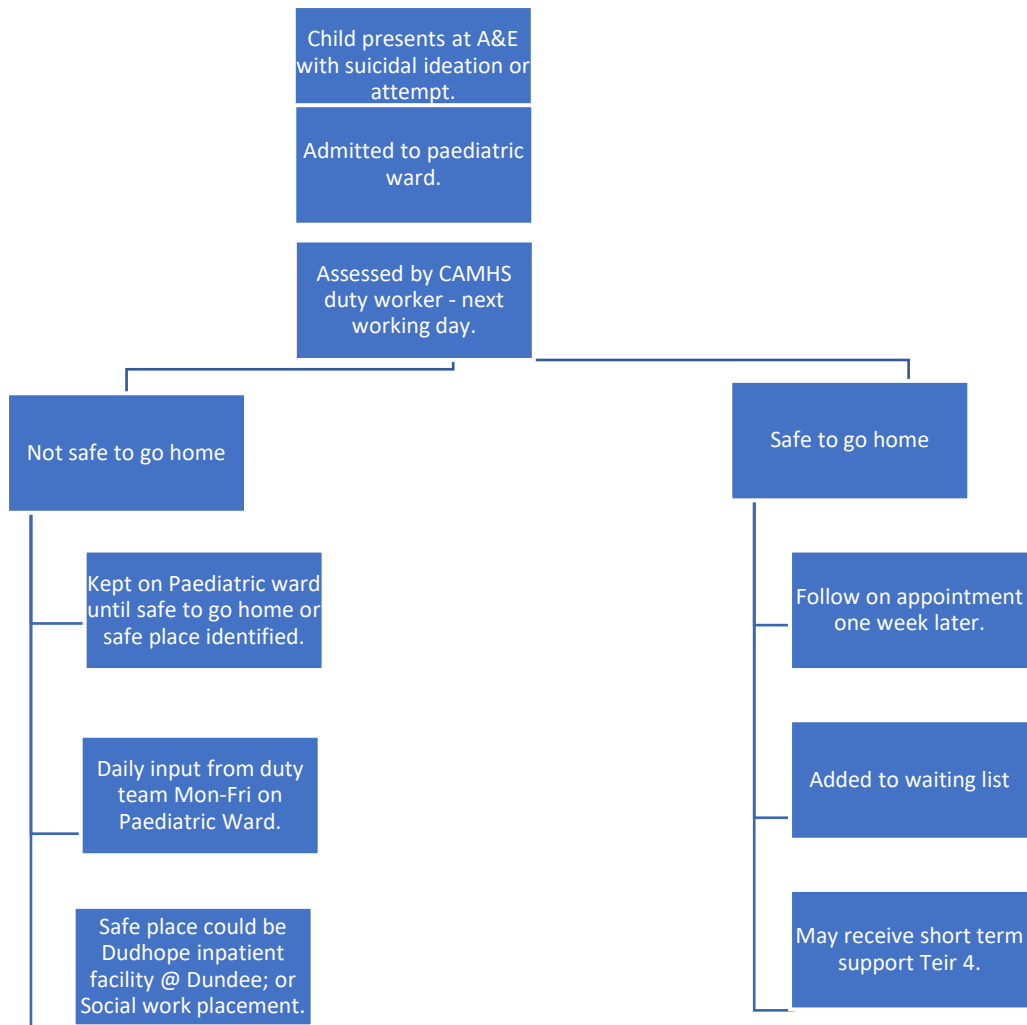 Child presents at A&E
with suicidal ideation or
attempt.
Admitted to paediatric
ward.
Assessed by CAMHS
duty worker - next
working day.
Not safe to go home
Kept on Paediatric ward
until safe to go home or
safe place identified.
Daily input from duty
team Mon-Fri on
Paediatric Ward.
Safe place could be
Dudhope inpatient
facility @ Dundee; or
Social work placement.
Safe to go home
Follow on appointment
one week later.
Added to waiting list
May receive short term
support Teir 4.